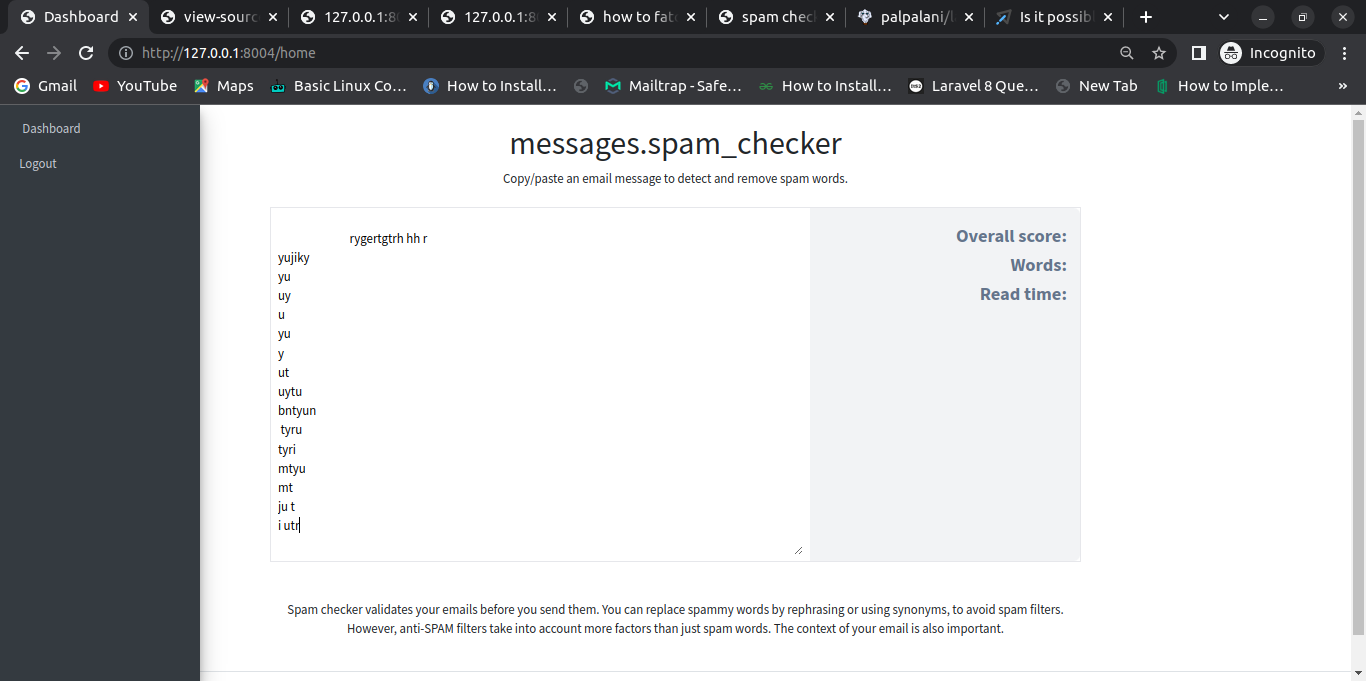 Dashboard
view-sourc
127.0.0.1:80
127.0.0.1:80
how to fatc
spam check
palpalani/l
Is it possibl
http://127.0.0.1:8004/home
Incognito
Gmail
YouTube
Maps
Basic Linux Co…
How to Install…
Mailtrap - Safe…
How to Install…
Laravel 8 Que…
New Tab
How to Imple…
»
Dashboard
Logout
messages.spam_checker
Copy/paste an email message to detect and remove spam words.
rygertgtrh hh r
yujiky
yu
uy
u
yu
y
ut
uytu
bntyun
tyru
tyri
mtyu
mt
ju t
i utr
Overall score:
Words:
Read time:
Spam checker validates your emails before you send them. You can replace spammy words by rephrasing or using synonyms, to avoid spam filters.
However, anti-SPAM filters take into account more factors than just spam words. The context of your email is also important.